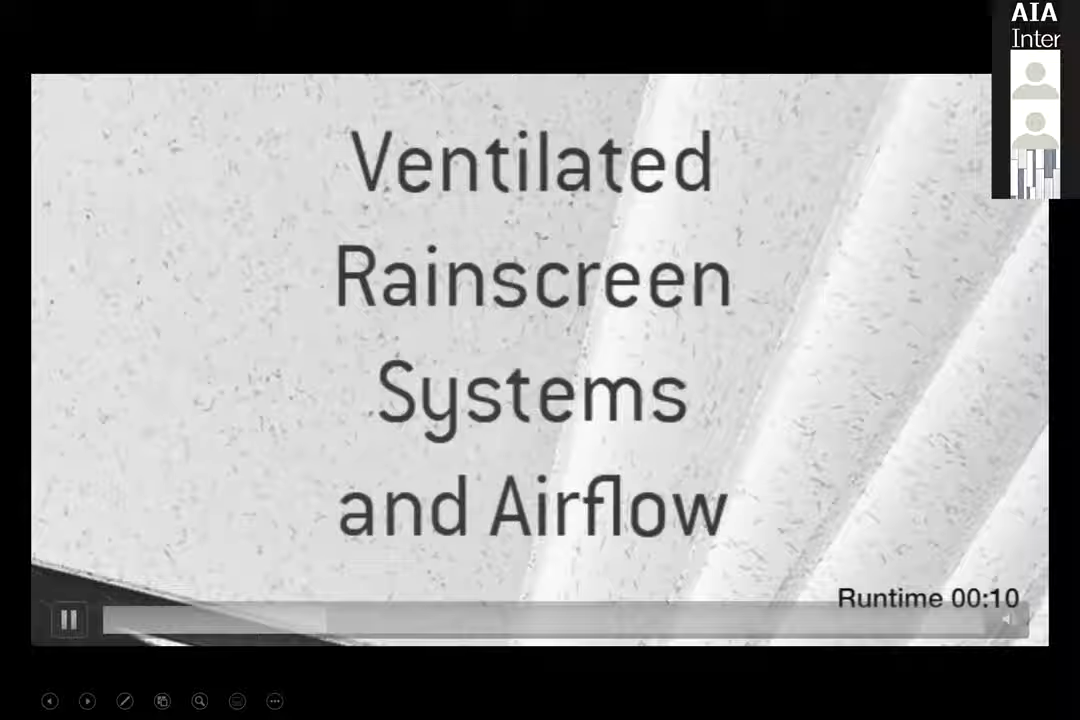 AIA
Inter
Ventilated
Rainscreen
Systems
and Airflow
Runtime 00:10